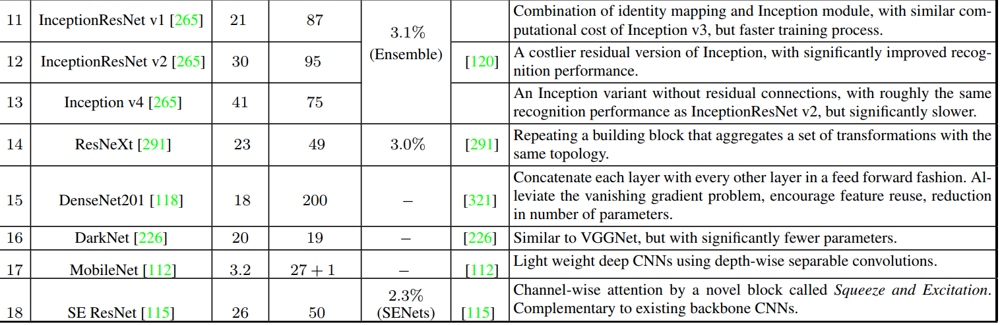 11 InceptionResNet v1 [265] 21 87 Combination of identity mapping and Inception module, with similar com-
putational cost of Inception v3, but faster training process.
3.1%
(Ensemble)
12 InceptionResNet v2 [265] 30 95 [120] A costlier residual version of Inception, with significantly improved recog-
nition performance.
13 Inception v4 [265] 41 75 An Inception variant without residual connections, with roughly the same
recognition performance as InceptionResNet v2, but significantly slower.
14 ResNeXt [291] 23 49 3.0% [291] Repeating a building block that aggregates a set of transformations with the
same topology.
15 DenseNet201 [118] 18 200 − [321] Concatenate each layer with every other layer in a feed forward fashion. Al-
leviate the vanishing gradient problem, encourage feature reuse, reduction
in number of parameters.
16 DarkNet [226] 20 19 − [226] Similar to VGGNet, but with significantly fewer parameters.
17 MobileNet [112] 3.2 27 + 1 − [112] Light weight deep CNNs using depth-wise separable convolutions.
18 SE ResNet [115] 26 50 2.3%
(SENets) [115] Channel-wise attention by a novel block called Squeeze and Excitation.
Complementary to existing backbone CNNs.